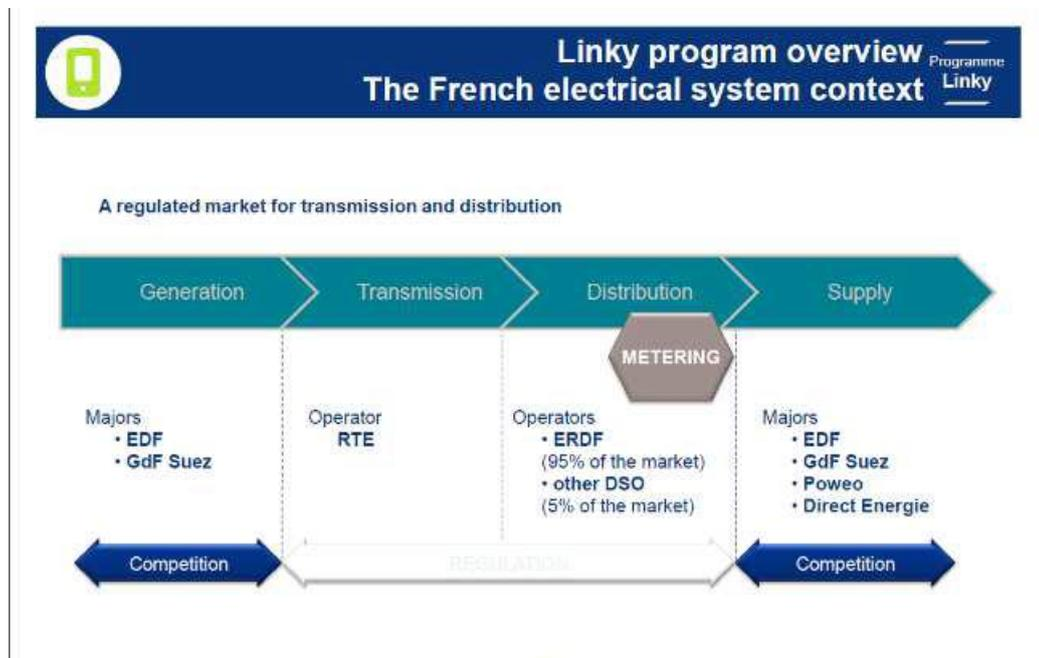 Linky program overview
The French electrical system context
Programme
Linky
A regulated market for transmission and distribution
Generation
Transmission
Distribution
Supply
METERING
Majors
• EDF
• GdF Suez
Operator
RTE
Operators
• ERDF
(95% of the market)
• other DSO
(5% of the market)
Majors
• EDF
• GdF Suez
• Poweo
• Direct Energie
Competition
REGULATION
Competition